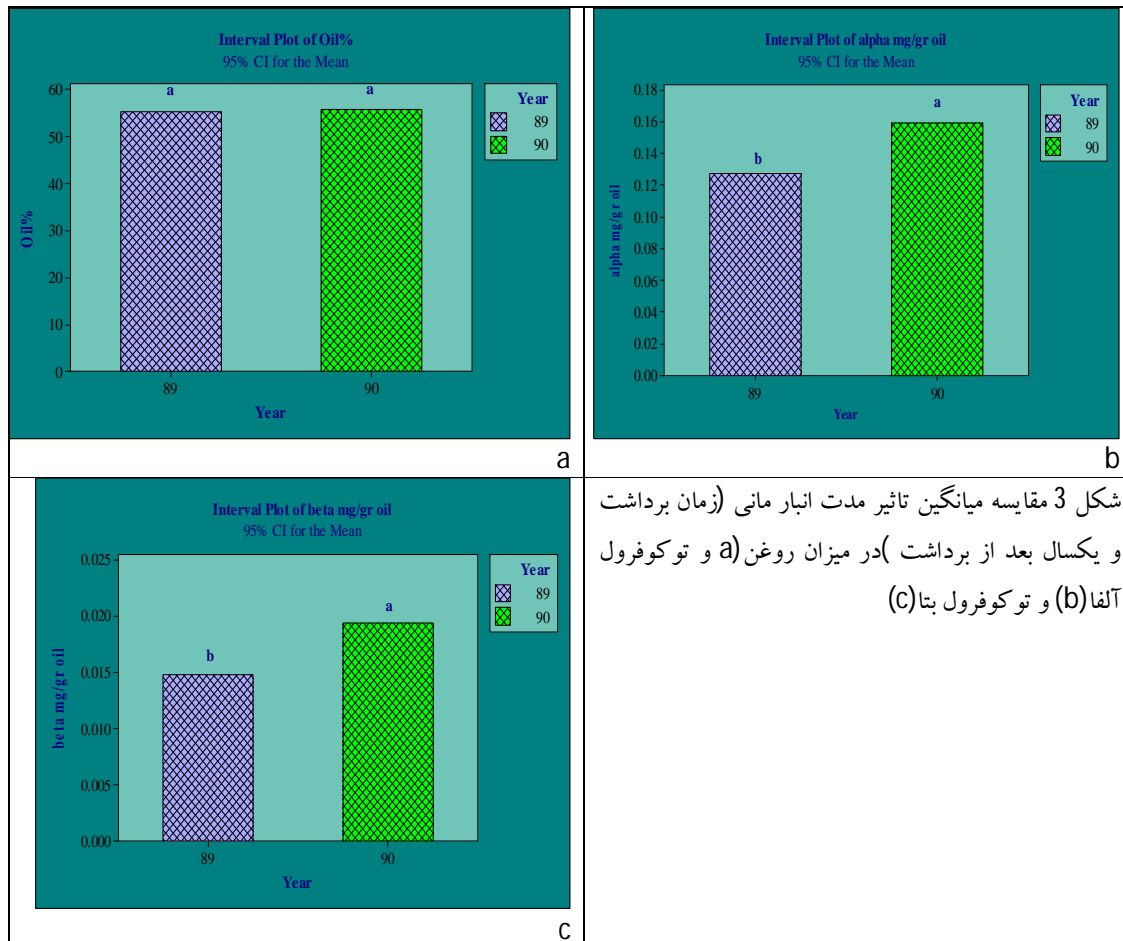 Interval Plot of Oil%
95% CI for the Mean
Year
89
90
a
a
60
50
40
30
20
10
0
Oil%
89
90
Year
a
Interval Plot of alpha mg/gr oil
95% CI for the Mean
Year
89
90
b
a
0.18
0.16
0.14
0.12
0.10
0.08
0.06
0.04
0.02
0.00
alpha mg/gr oil
89
90
Year
b
Interval Plot of beta mg/gr oil
95% CI for the Mean
Year
89
90
b
a
0.025
0.020
0.015
0.010
0.005
0.000
beta mg/gr oil
89
90
Year
c
شکل 3 مقایسه میانگین تاثیر مدت انبار مانی (زمان برداشت
و یکسال بعد از برداشت )در میزان روغن(a و توکوفرول
آلفا(b) و توکوفرول بتا(c)